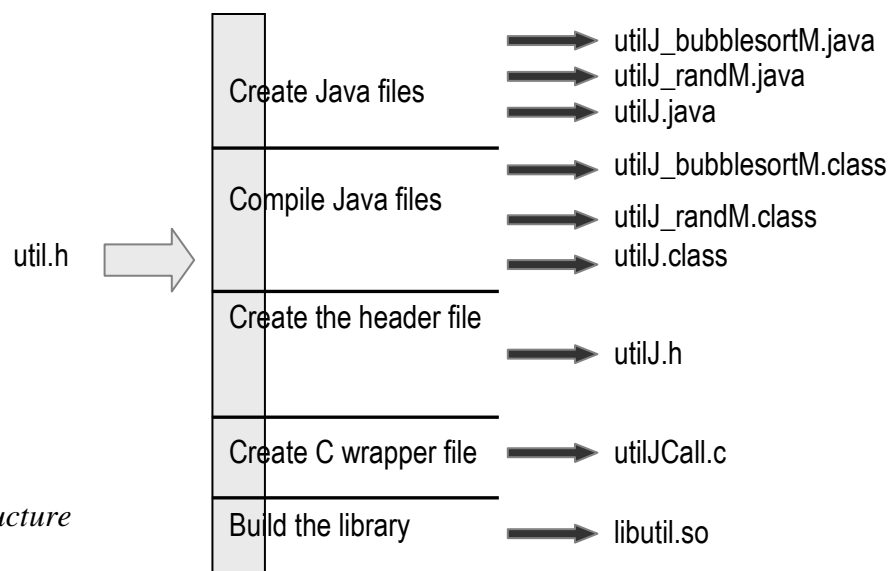 utilJ_bubblesortM.java
utilJ_randM.java
Create Java files
utilJ.java
utilJ_bubblesortM.class
Compile Java files
utilJ_randM.class
util.h
utilJ.class
Create the header file
utilJ.h
Create C wrapper file
utilJCall.c
ucture
Build the library
libutil.so